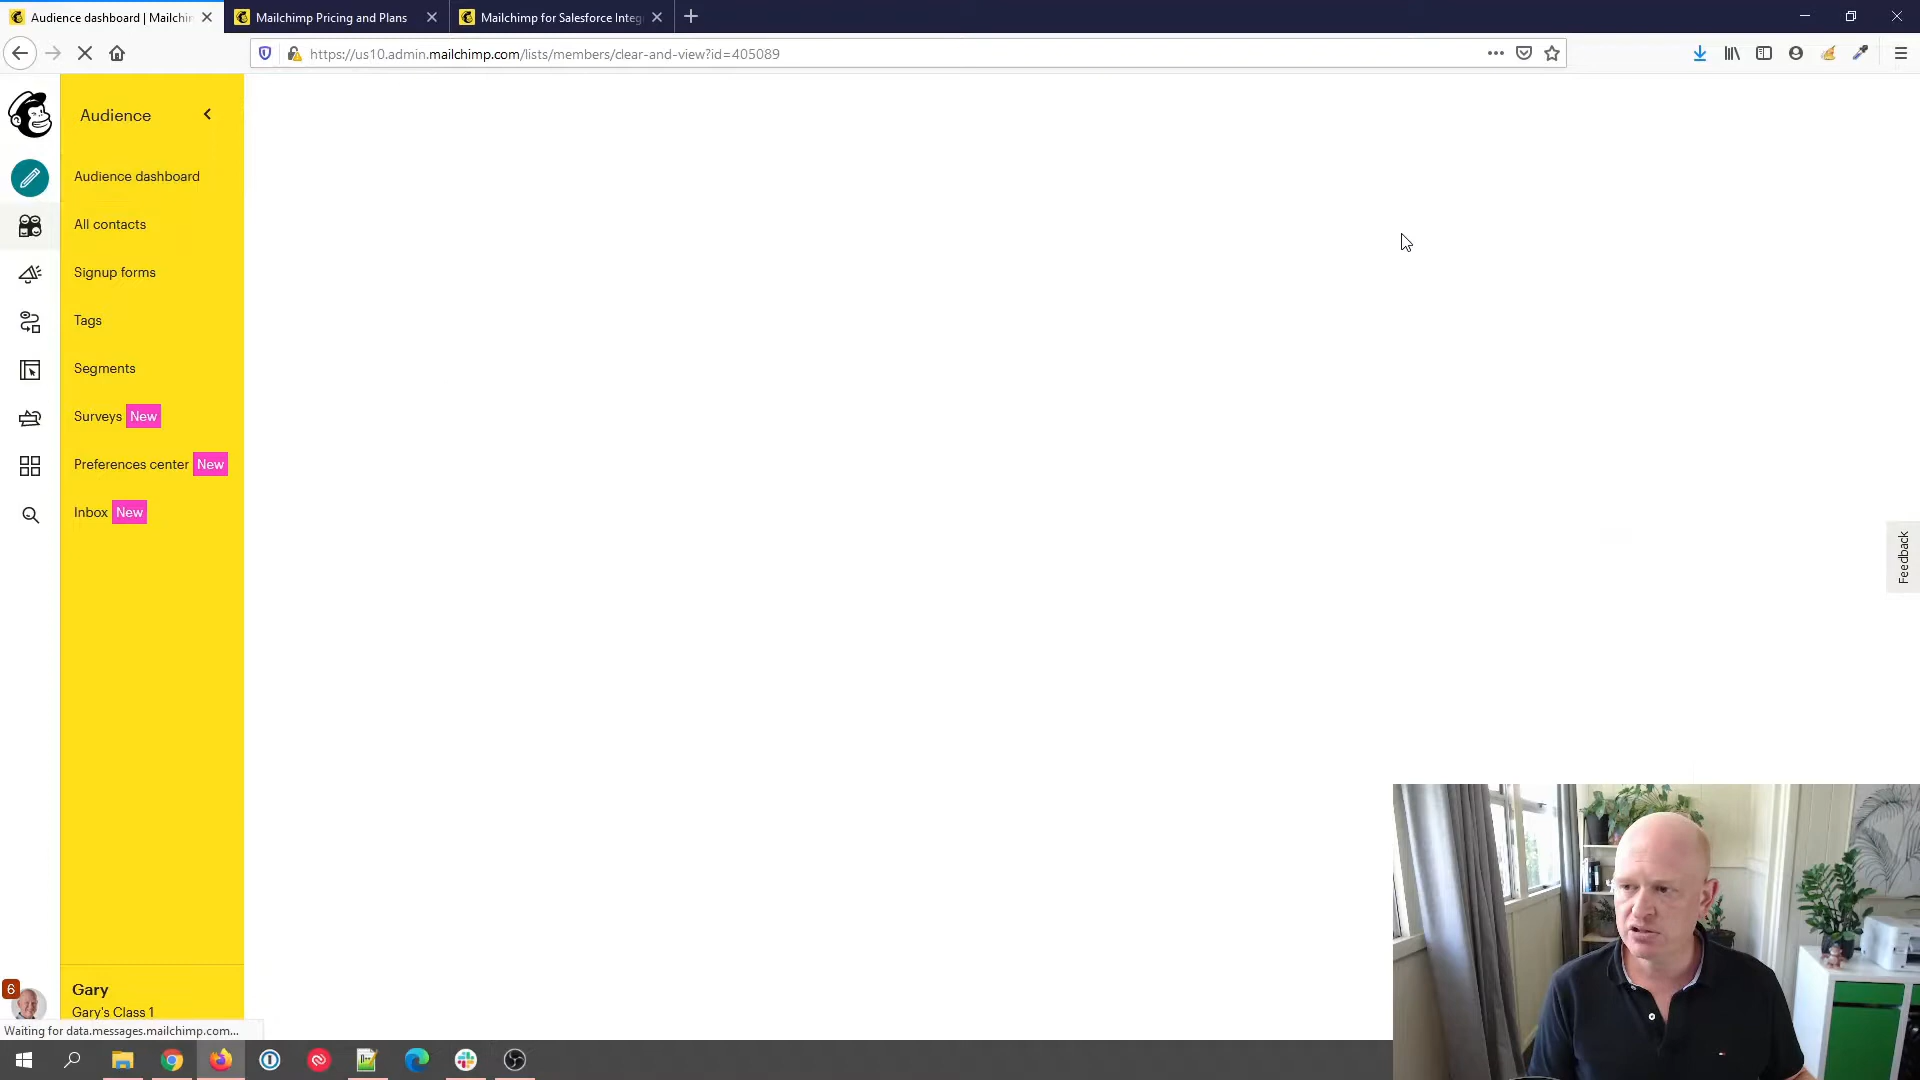 Audience dashboard | Mailchim
Mailchimp Pricing and Plans
Mailchimp for Salesforce Integ
https://us10.admin.mailchimp.com/lists/members/clear-and-view?id=405089
Audience
Audience dashboard
All contacts
Signup forms
Tags
Segments
Surveys New
Preferences center New
Inbox New
Feedback
6
Gary
Gary's Class 1
Waiting for data.messages.mailchimp.com...